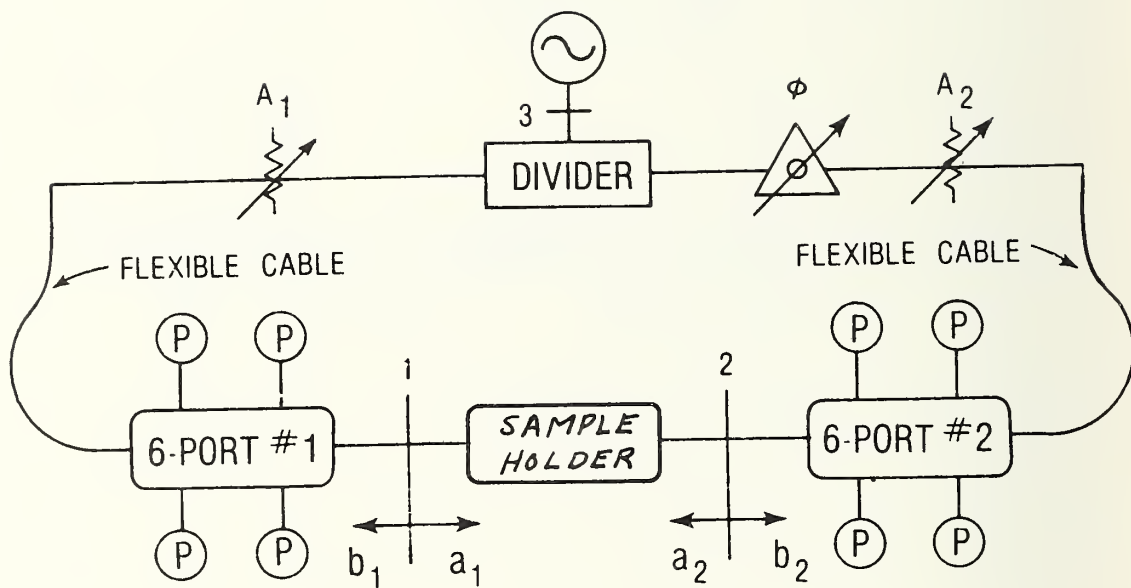 A1
3
ϕ
A2
DIVIDER
FLEXIBLE CABLE
FLEXIBLE CABLE
P
P
P
P
1
2
6-PORT #1
SAMPLE
HOLDER
6-PORT #2
P
P
P
P
b1
a1
a2
b2